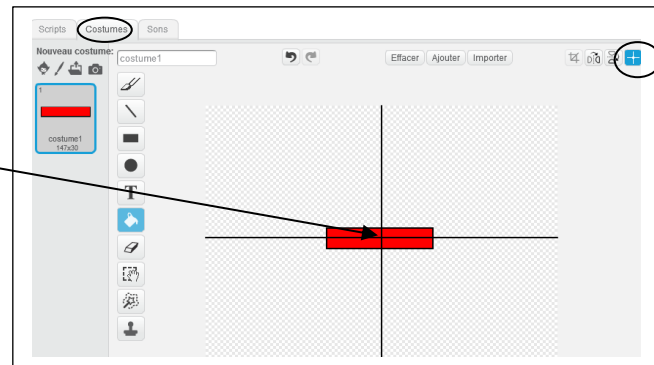 Scripts Costumes Sons
Nouveau costume:
costume1
Effacer Ajouter Importer
1
costume1
147x30
T